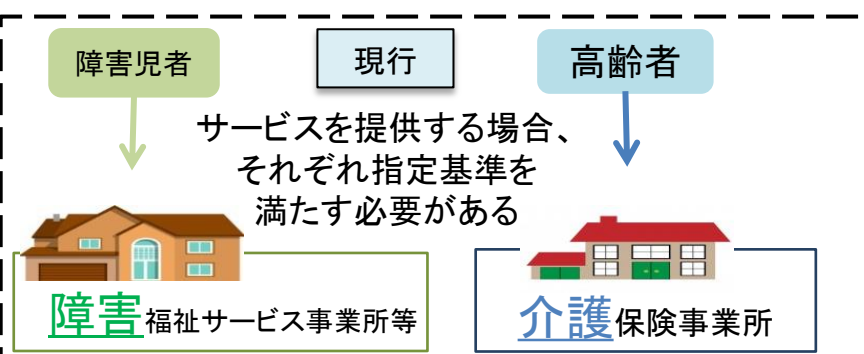 障害児者
現行
高齢者
サービスを提供する場合、
それぞれ指定基準を
満たす必要がある
障害福祉サービス事業所等
介護保険事業所